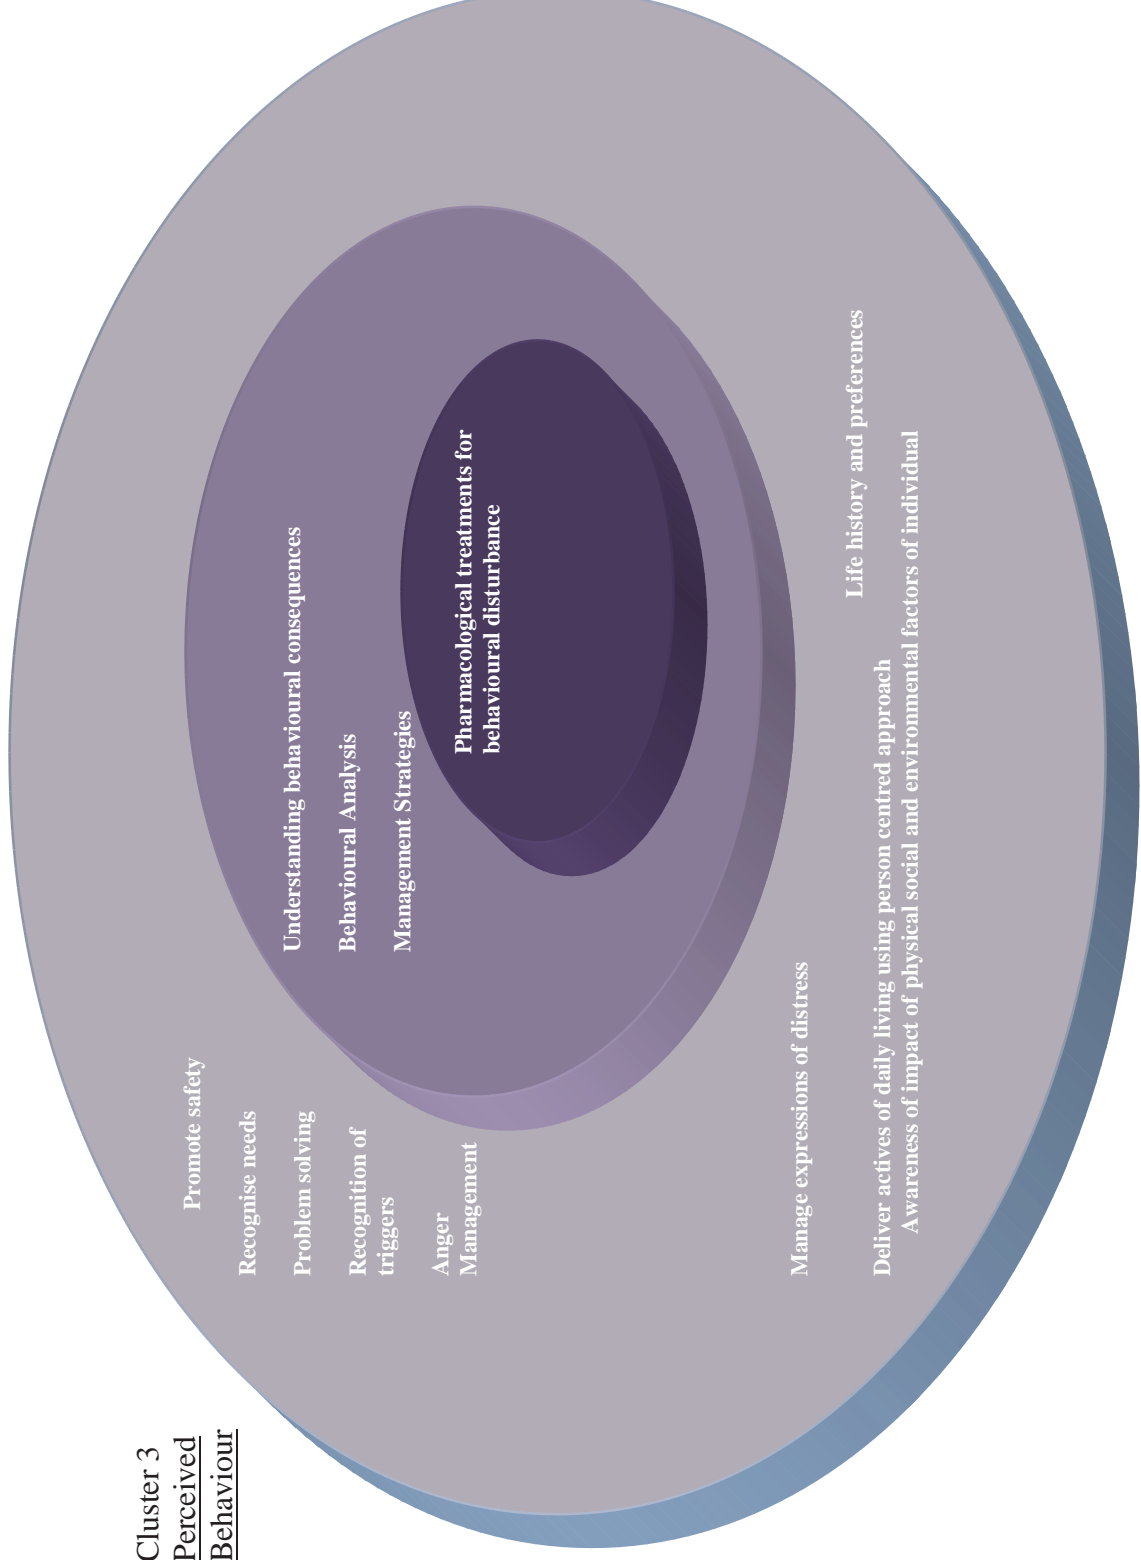 Cluster 3
Perceived
Behaviour
Promote safety
Recognise needs
Problem solving
Recognition of
triggers
Anger
Management
Understanding behavioural consequences
Behavioural Analysis
Management Strategies
Pharmacological treatments for
behavioural disturbance
Manage expressions of distress
Life history and preferences
Deliver actives of daily living using person centred approach
Awareness of impact of physical social and environmental factors of individual